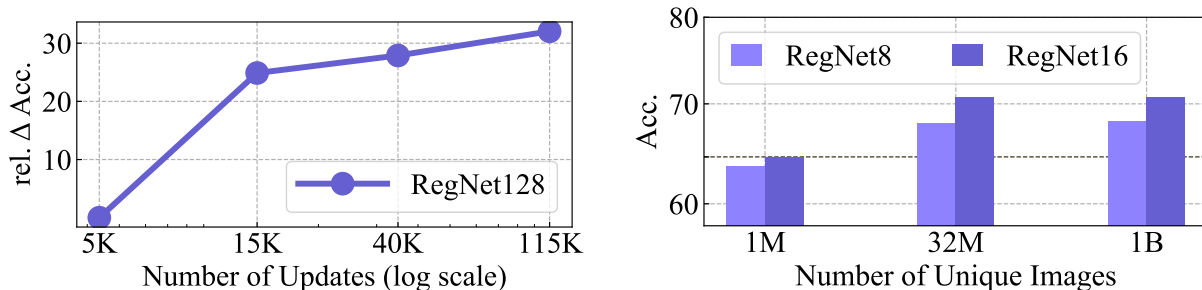 30
20
10
rel. Δ Acc.
RegNet128
5K 15K 40K 115K
Number of Updates (log scale)
80
70
60
Acc.
RegNet8 RegNet16
1M 32M 1B
Number of Unique Images